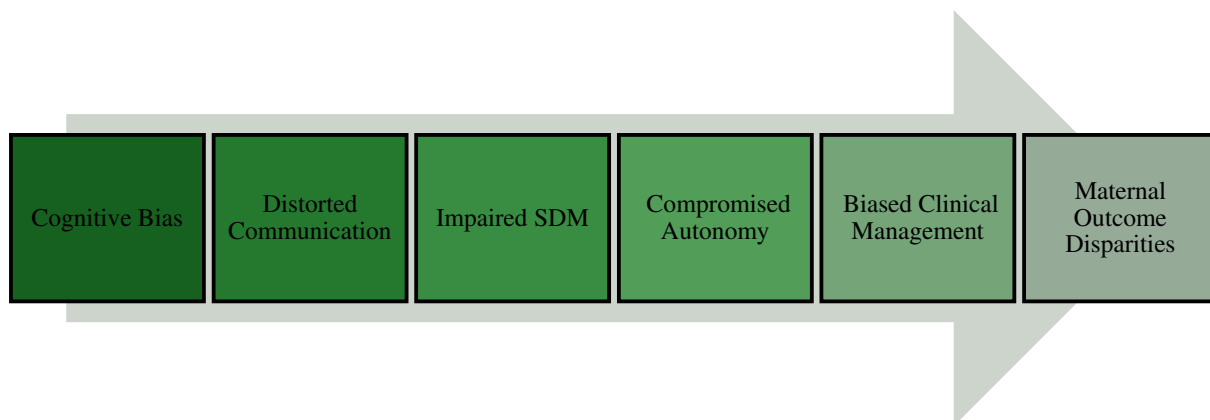 Cognitive Bias
Distorted
Communication
Impaired SDM
Compromised
Autonomy
Biased Clinical
Management
Maternal
Outcome
Disparities